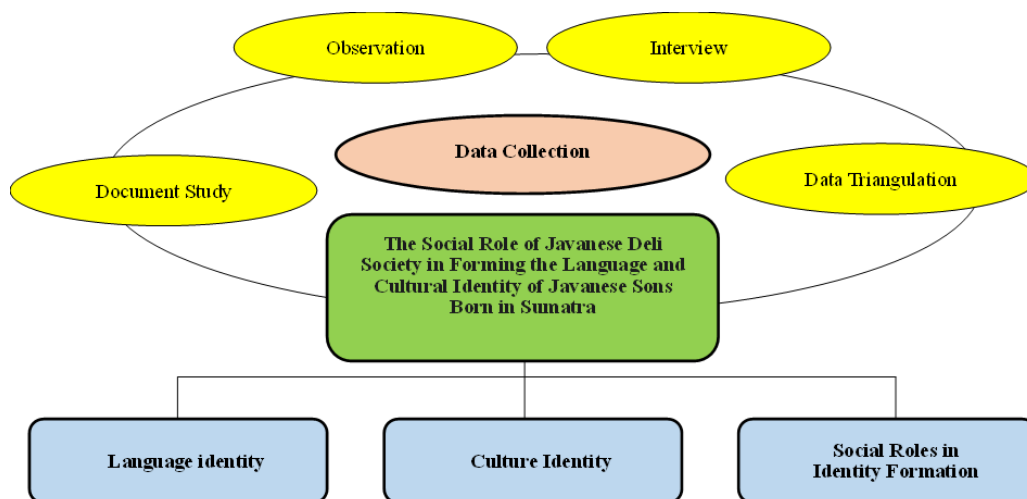 Observation
Interview
Data Collection
Document Study
Data Triangulation
The Social Role of Javanese Deli
Society in Forming the Language and
Cultural Identity of Javanese Sons
Born in Sumatra
Language identity
Culture Identity
Social Roles in
Identity Formation